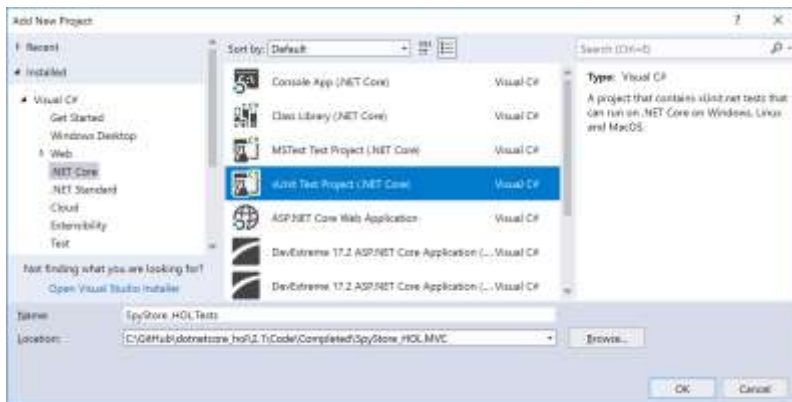 Add New Project
? ×
Recent
Installed
Visual C#
Get Started
Windows Desktop
Web
.NET Core
.NET Standard
Cloud
Extensibility
Test
Not finding what you are looking for?
Open Visual Studio Installer
Sort by: Default
Console App (.NET Core) Visual C#
Class Library (.NET Core) Visual C#
MSTest Test Project (.NET Core) Visual C#
xUnit Test Project (.NET Core) Visual C#
ASP.NET Core Web Application Visual C#
DevExtreme 17.2 ASP.NET Core Application (... Visual C#
DevExtreme 17.2 ASP.NET Core Application (... Visual C#
Search (Ctrl+E)
Type: Visual C#
A project that contains xUnit.net tests that
can run on .NET Core on Windows, Linux
and MacOS.
Name: SpyStore_HOL.Tests
Location: C:\GitHub\dotnetcore_hol\2.1\Code\Completed\SpyStore_HOL.MVC
Browse...
OK Cancel